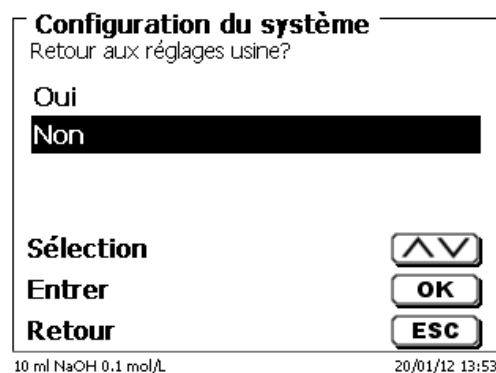 Configuration du système
Retour aux réglages usine?
Oui
Non
Sélection
Entrer OK
Retour ESC
10 ml NaOH 0.1 mol/L 20/01/12 13:53